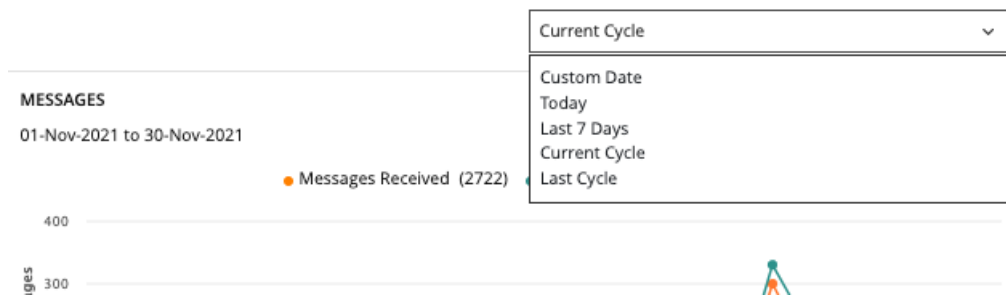 Current Cycle
Custom Date
Today
Last 7 Days
Current Cycle
Last Cycle
MESSAGES
01-Nov-2021 to 30-Nov-2021
Messages Received (2722)
400
300